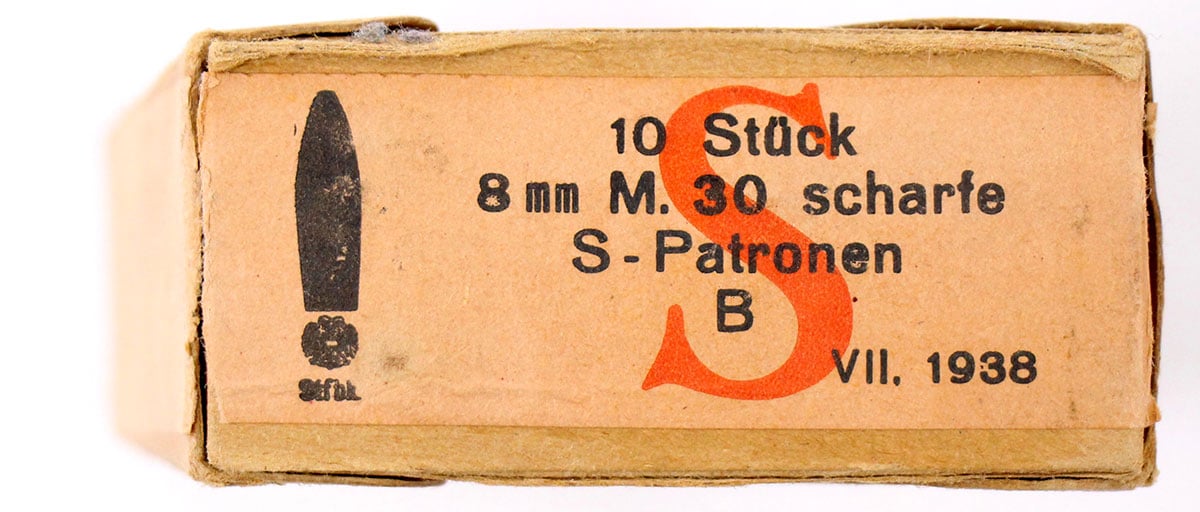 S
10 Stück
8 mm M. 30 scharfe
S-Patronen
B
VII. 1938